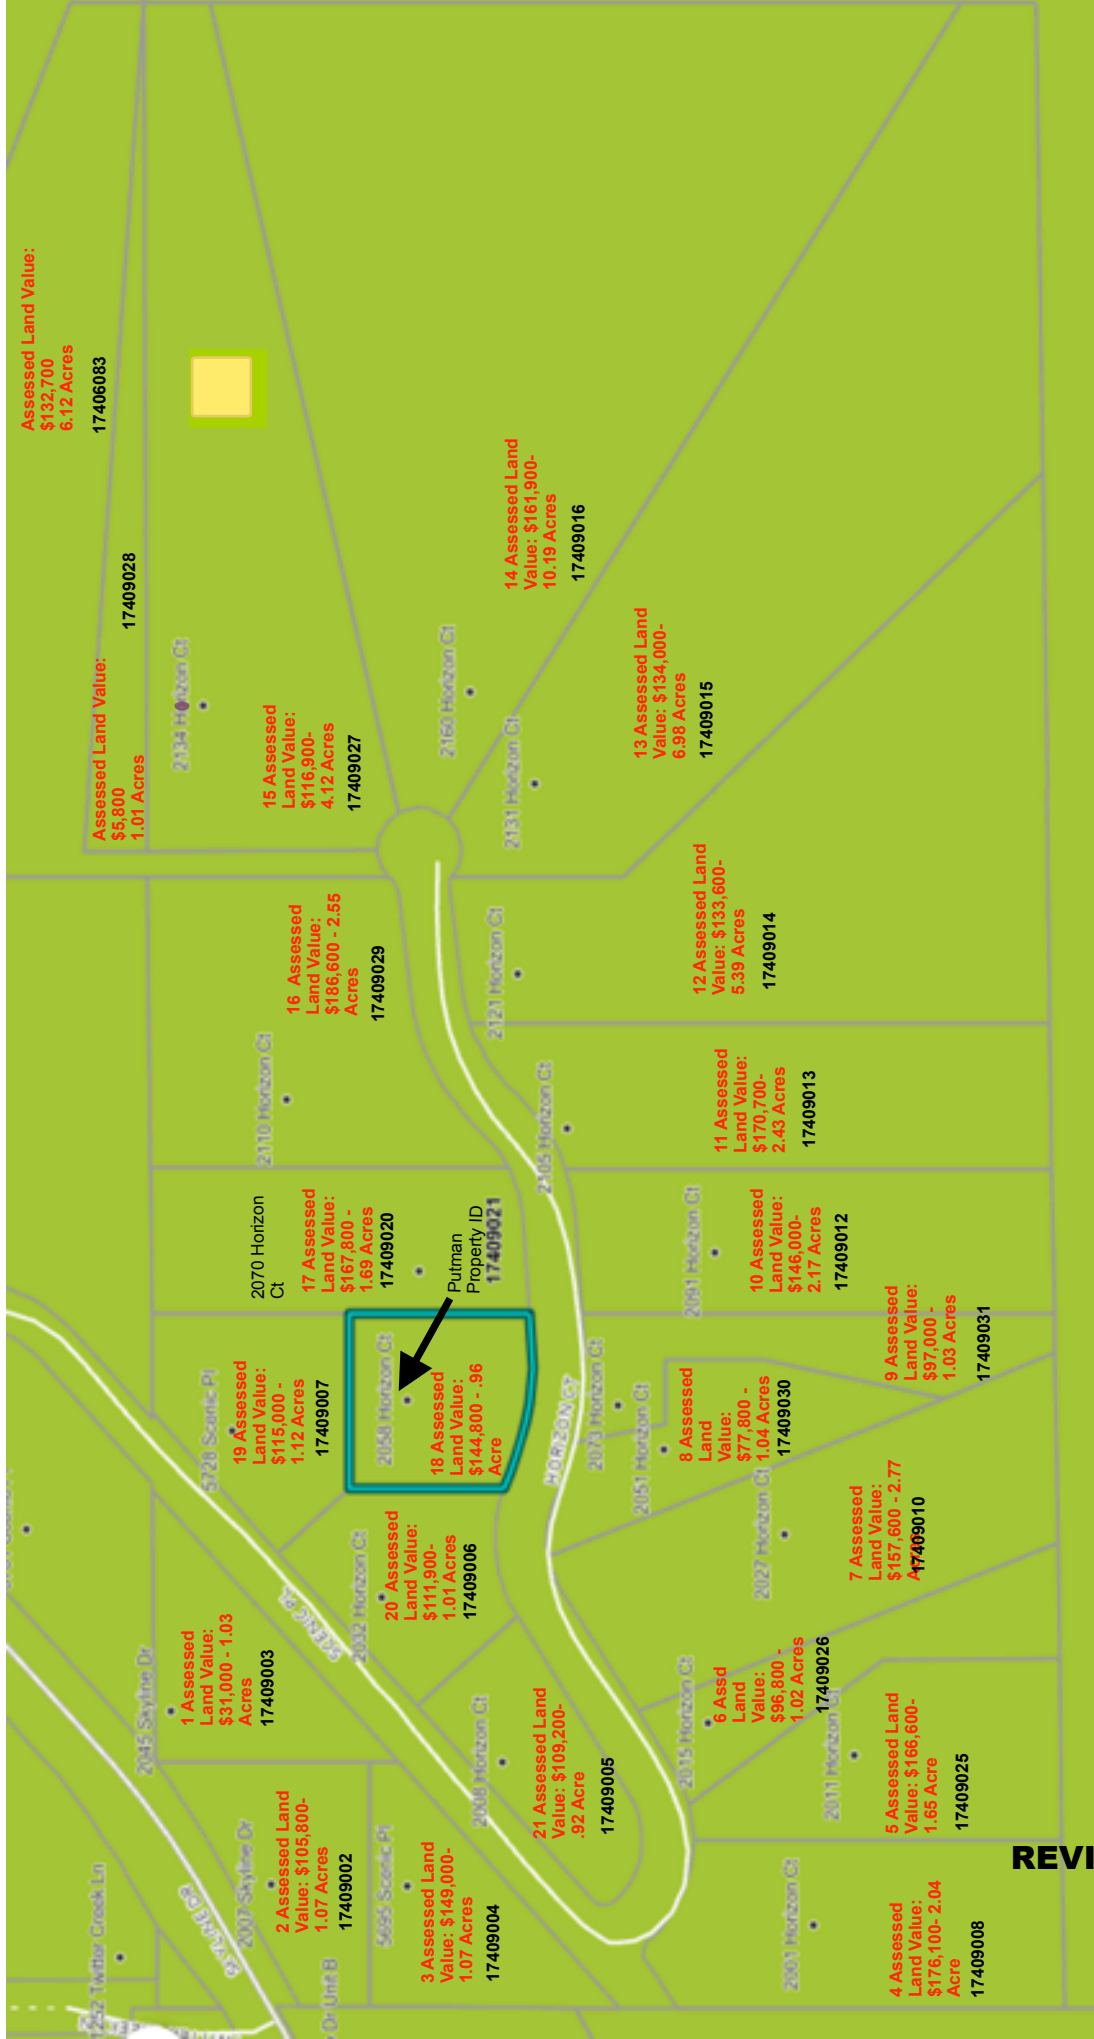 Assessed Land Value:
$132,700
6.12 Acres
17406083
Assessed Land Value:
$5,800
1.01 Acres
17409028
2134 Horizon Ct
15 Assessed
Land Value:
$116,900-
4.12 Acres
17409027
14 Assessed Land
Value: $161,900-
10.19 Acres
17409016
2160 Horizon Ct
2131 Horizon Ct
13 Assessed Land
Value: $134,000-
6.98 Acres
17409015
16 Assessed
Land Value:
$186,600 - 2.55
Acres
17409029
2110 Horizon Ct
2121 Horizon Ct
12 Assessed Land
Value: $133,600-
5.39 Acres
17409014
2105 Horizon Ct
11 Assessed
Land Value:
$170,700-
2.43 Acres
17409013
2070 Horizon
Ct
17 Assessed
Land Value:
$167,800 -
1.69 Acres
17409020
Putman
Property ID
17409021
2091 Horizon Ct
10 Assessed
Land Value:
$146,000-
2.17 Acres
17409012
5728 Scenic Pl
19 Assessed
Land Value:
$115,000 -
1.12 Acres
17409007
2058 Horizon Ct
18 Assessed
Land Value:
$144,800 - .96
Acre
HORIZON CT
2073 Horizon Ct
2051 Horizon Ct
8 Assessed
Land
Value:
$77,800 -
1.04 Acres
17409030
9 Assessed
Land Value:
$97,000 -
1.03 Acres
17409031
2027 Horizon Ct
7 Assessed
Land Value:
$157,600 - 2.77
17409010
SCENIC PL
2032 Horizon Ct
20 Assessed
Land Value:
$111,900-
1.01 Acres
17409006
2045 Skyline Dr
1 Assessed
Land Value:
$31,000 - 1.03
Acres
17409003
2008 Horizon Ct
21 Assessed Land
Value: $109,200-
.92 Acre
17409005
2015 Horizon Ct
6 Assd
Land
Value:
$96,800 -
1.02 Acres
17409026
2011 Horizon Ct
5 Assessed Land
Value: $166,600-
1.65 Acre
17409025
1252 Twitter Creek Ln
SKYLINE DR
2007 Skyline Dr
2 Assessed Land
Value: $105,800-
1.07 Acres
17409002
Dr Unit B
5695 Scenic Pl
3 Assessed Land
Value: $149,000-
1.07 Acres
17409004
2001 Horizon Ct
4 Assessed
Land Value:
$176,100- 2.04
Acre
17409008
REVI